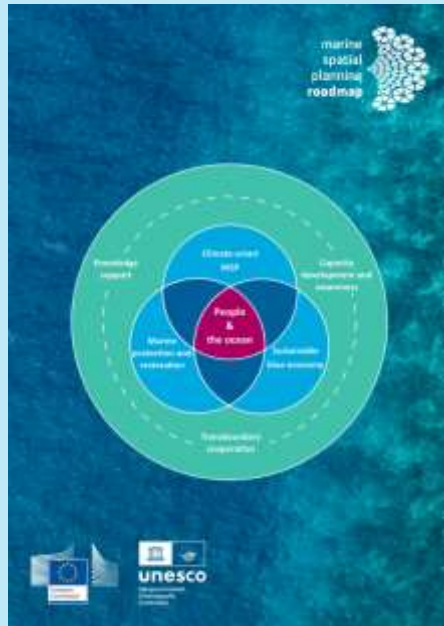 marine
spatial
planning
roadmap
Climate-smart
MSP
Knowledge
support
Capacity
development and
awareness
People
&
the ocean
Marine
protection and
restoration
Sustainable
blue economy
Transboundary
cooperation
unesco